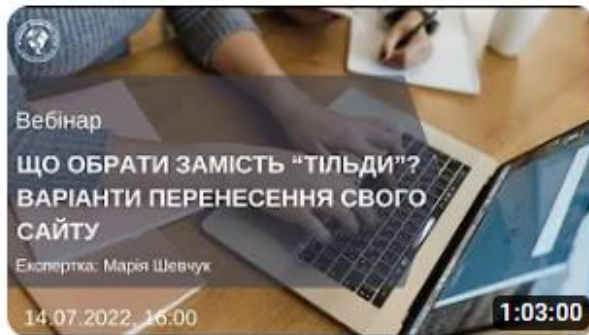 Вебінар
ЩО ОБРАТИ ЗАМІСТЬ “ТІЛЬДИ”?
ВАРІАНТИ ПЕРЕНЕСЕННЯ СВОГО
САЙТУ
Експертка: Марія Шевчук
14.07.2022, 16:00
1:03:00